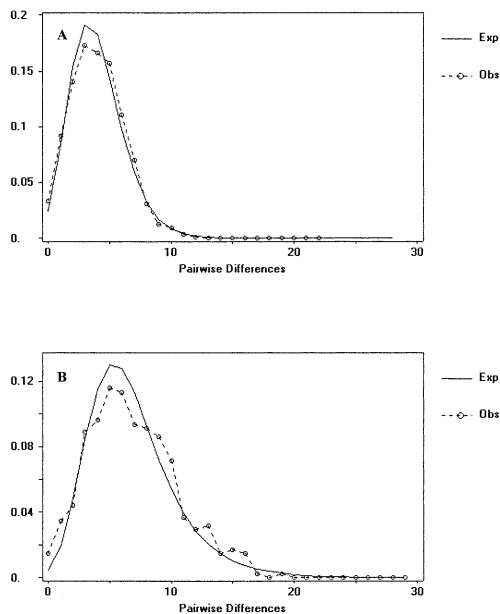 0.2
A
Exp
Obs
0.15
0.1
0.05
0.
0
10
20
30
Pairwise Differences
B
Exp
Obs
0.12
0.08
0.04
0.
0
10
20
30
Pairwise Differences